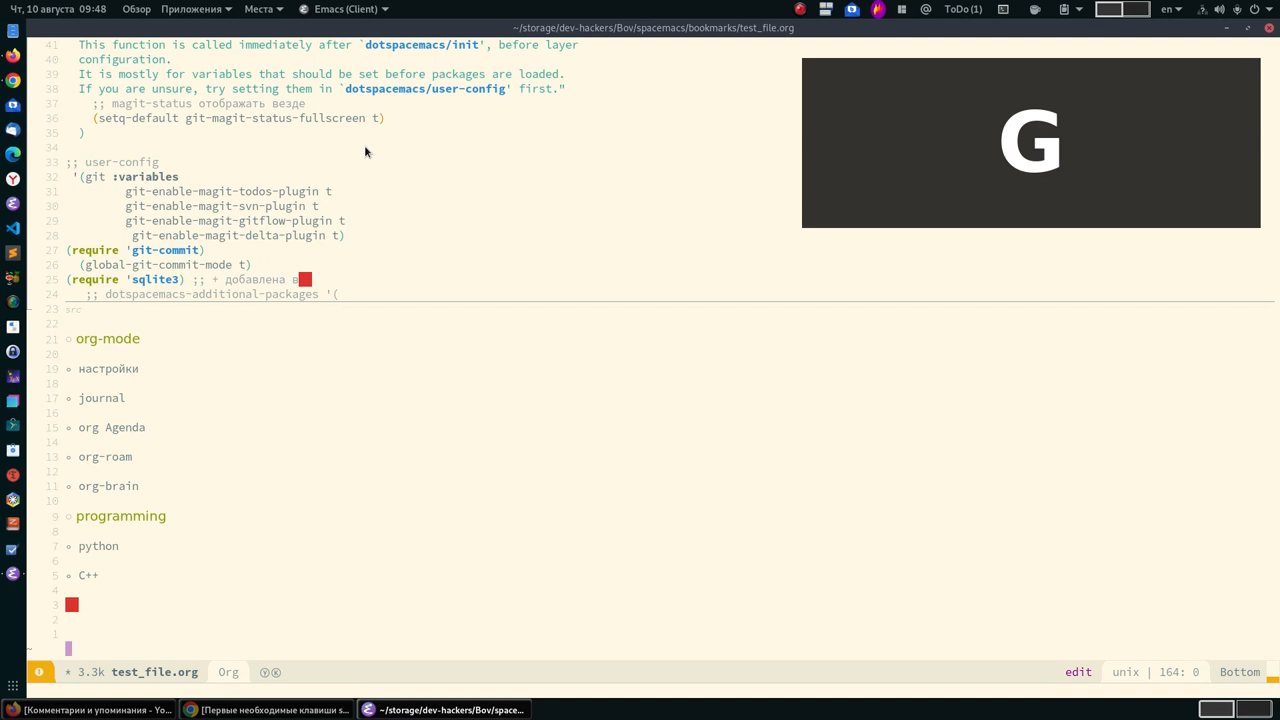 Чт, 10 августа 09:48 Обзор Приложения Места Emacs (Client) @ ToDo (1) en
~/storage/dev-hackers/Bov/spacemacs/bookmarks/test_file.org
41 This function is called immediately after `dotspacemacs/init', before layer
40 configuration.
39 It is mostly for variables that should be set before packages are loaded.
38 If you are unsure, try setting them in `dotspacemacs/user-config' first."
37 ;; magit-status отображать везде
36 (setq-default git-magit-status-fullscreen t)
35 )
34
33 ;; user-config
32 '(git :variables
31 git-enable-magit-todos-plugin t
30 git-enable-magit-svn-plugin t
29 git-enable-magit-gitflow-plugin t
28 git-enable-magit-delta-plugin t)
27 (require 'git-commit)
26 (global-git-commit-mode t)
25 (require 'sqlite3) ;; + добавлена в
24 ;; dotspacemacs-additional-packages '(
23 src
22
21 org-mode
20
19 настройки
18
17 journal
16
15 org Agenda
14
13 org-roam
12
11 org-brain
10
9 programming
8
7 python
6
5 C++
4
3
2
1
~
G
* 3.3k test_file.org Org ⓎⓀ edit unix | 164: 0 Bottom
[Комментарии и упоминания - Yo... [Первые необходимые клавиши s... ~/storage/dev-hackers/Bov/space...